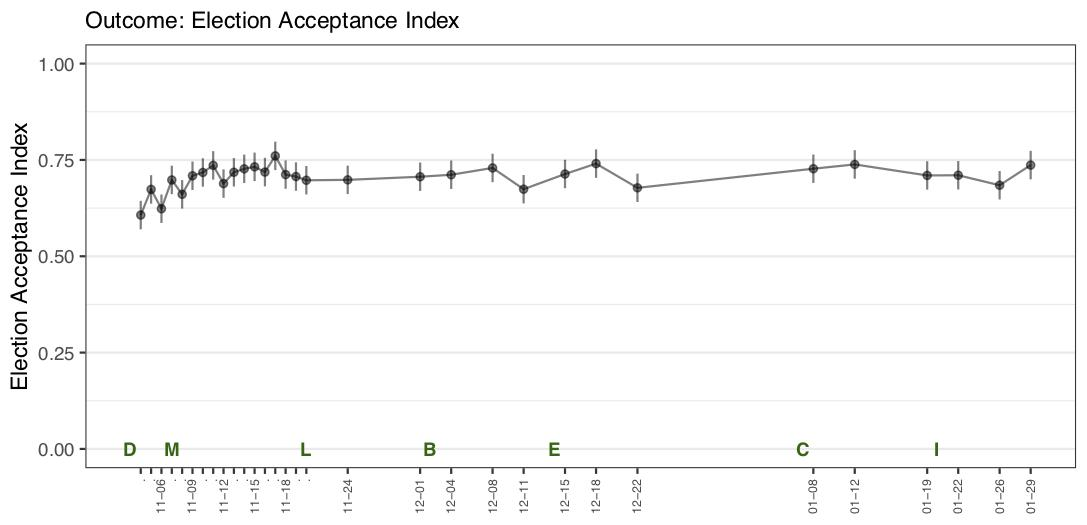 Outcome: Election Acceptance Index
Election Acceptance Index
1.00
0.75
0.50
0.25
0.00
D M L B E C I
11−06 11−09 11−12 11−15 11−18 11−24 12−01 12−04 12−08 12−11 12−15 12−18 12−22 01−08 01−12 01−19 01−22 01−26 01−29